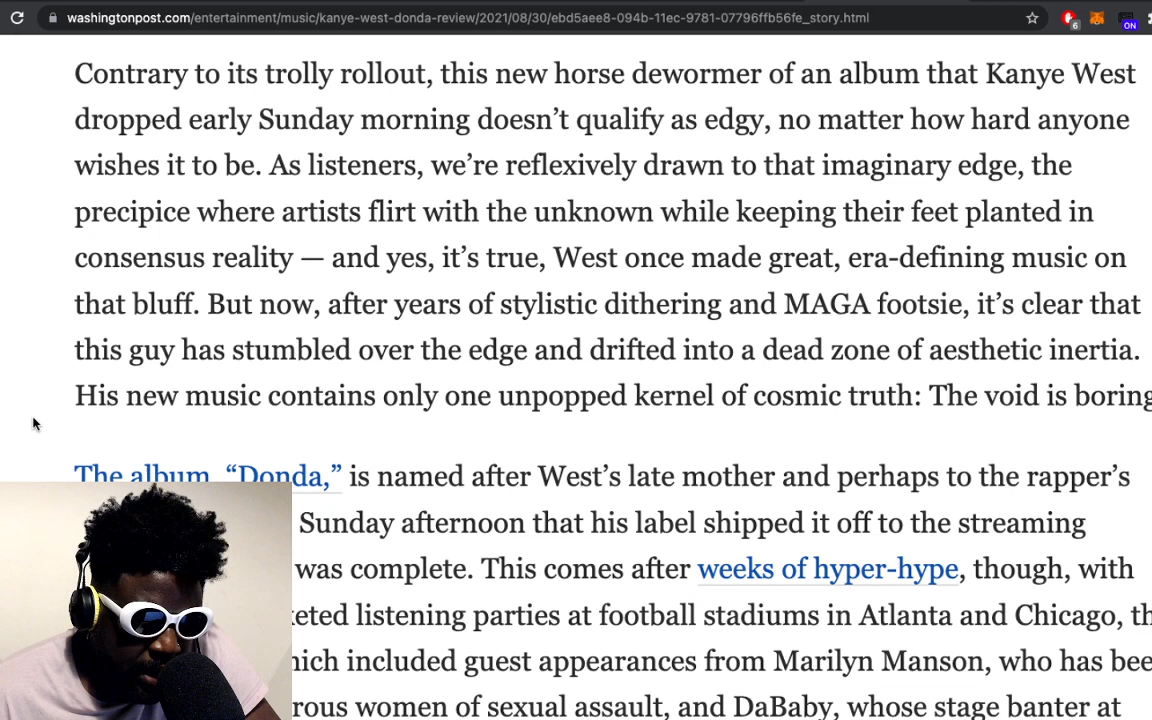 washingtonpost.com/entertainment/music/kanye-west-donda-review/2021/08/30/ebd5aee8-094b-11ec-9781-07796ffb56fe_story.html
6
ON
Contrary to its trolly rollout, this new horse dewormer of an album that Kanye West
dropped early Sunday morning doesn’t qualify as edgy, no matter how hard anyone
wishes it to be. As listeners, we’re reflexively drawn to that imaginary edge, the
precipice where artists flirt with the unknown while keeping their feet planted in
consensus reality — and yes, it’s true, West once made great, era-defining music on
that bluff. But now, after years of stylistic dithering and MAGA footsie, it’s clear that
this guy has stumbled over the edge and drifted into a dead zone of aesthetic inertia.
His new music contains only one unpopped kernel of cosmic truth: The void is boring
The album, “Donda,” is named after West’s late mother and perhaps to the rapper’s
Sunday afternoon that his label shipped it off to the streaming
was complete. This comes after weeks of hyper-hype, though, with
keted listening parties at football stadiums in Atlanta and Chicago, th
hich included guest appearances from Marilyn Manson, who has bee
rous women of sexual assault, and DaBaby, whose stage banter at